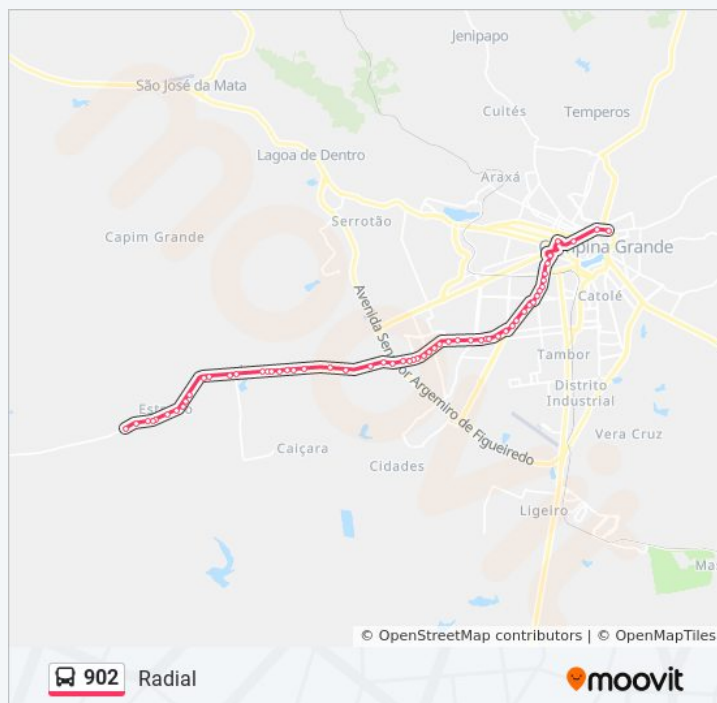 Jenipapo
São José da Mata
Cuités
Temperos
Lagoa de Dentro
Araxá
Serrotão
Capim Grande
Grande
Catolé
Avenida Senador Argemiro de Figueiredo
Tambor
Distrito
Industrial
Vera Cruz
Caiçara
Cidades
Ligeiro
moovit
© OpenStreetMap contributors | © OpenMapTiles
902 Radial
moovit